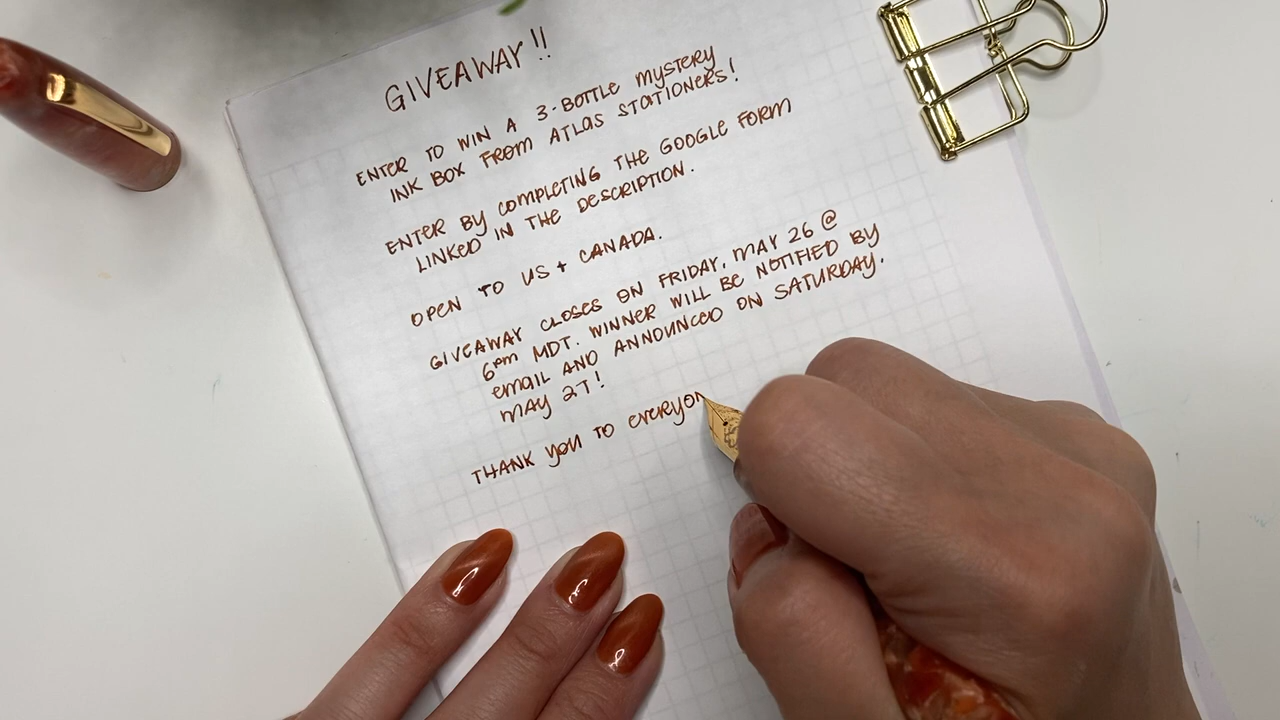 GIVEAWAY!!
ENTER TO WIN A 3-BOTTLE MYSTERY
INK BOX FROM ATLAS STATIONERS!
ENTER BY COMPLETING THE GOOGLE FORM
LINKED IN THE DESCRIPTION.
OPEN TO US + CANADA.
GIVEAWAY CLOSES ON FRIDAY, MAY 26 @
6PM MDT. WINNER WILL BE NOTIFIED BY
EMAIL AND ANNOUNCED ON SATURDAY,
MAY 27!
THANK YOU TO EVERYON